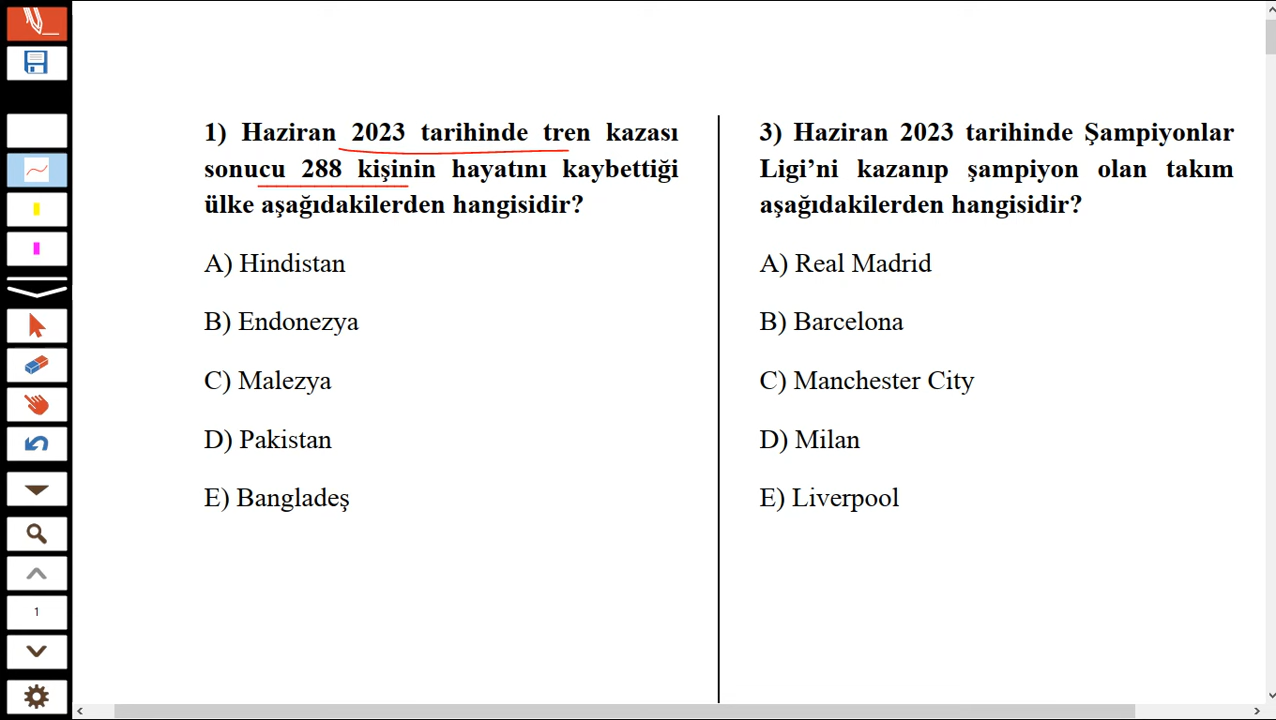 1) Haziran 2023 tarihinde tren kazası
sonucu 288 kişinin hayatını kaybettiği
ülke aşağıdakilerden hangisidir?
A) Hindistan
B) Endonezya
C) Malezya
D) Pakistan
E) Bangladeş
3) Haziran 2023 tarihinde Şampiyonlar
Ligi’ni kazanıp şampiyon olan takım
aşağıdakilerden hangisidir?
A) Real Madrid
B) Barcelona
C) Manchester City
D) Milan
E) Liverpool
1